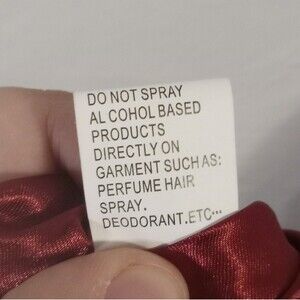 DO NOT SPRAY
AL COHOL BASED
PRODUCTS
DIRECTLY ON
GARMENT SUCH AS:
PERFUME HAIR
SPRAY.
DEODORANT.ETC···